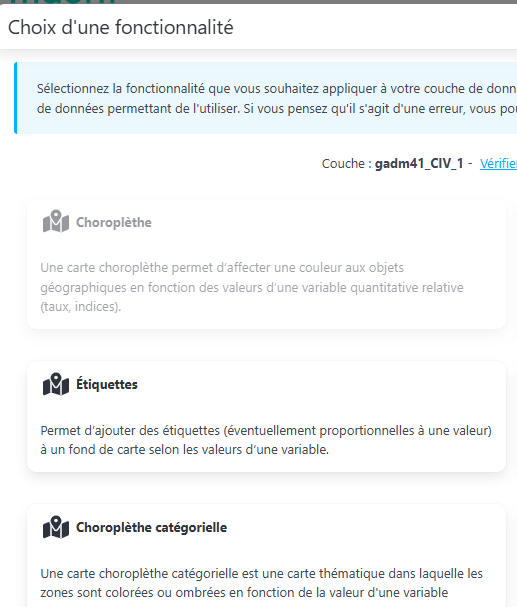 Choix d'une fonctionnalité
Sélectionnez la fonctionnalité que vous souhaitez appliquer à votre couche de donn
de données permettant de l'utiliser. Si vous pensez qu'il s'agit d'une erreur, vous pou
Couche : gadm41_CIV_1 - Vérifie
Choroplèthe
Une carte choroplèthe permet d’affecter une couleur aux objets
géographiques en fonction des valeurs d’une variable quantitative relative
(taux, indices).
Étiquettes
Permet d’ajouter des étiquettes (éventuellement proportionnelles à une valeur)
à un fond de carte selon les valeurs d’une variable.
Choroplèthe catégorielle
Une carte choroplèthe catégorielle est une carte thématique dans laquelle les
zones sont colorées ou ombrées en fonction de la valeur d'une variable